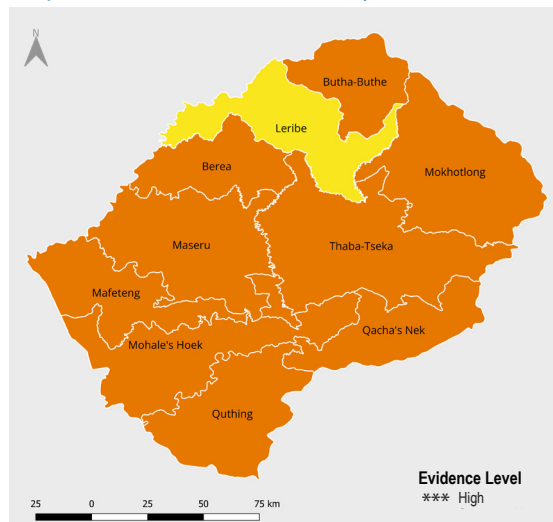 N
Butha-Buthe
Leribe
Berea
Mokhotlong
Maseru
Thaba-Tseka
Mafeteng
Qacha's Nek
Mohale's Hoek
Quthing
Evidence Level
*** High
25 0 25 50 75 km